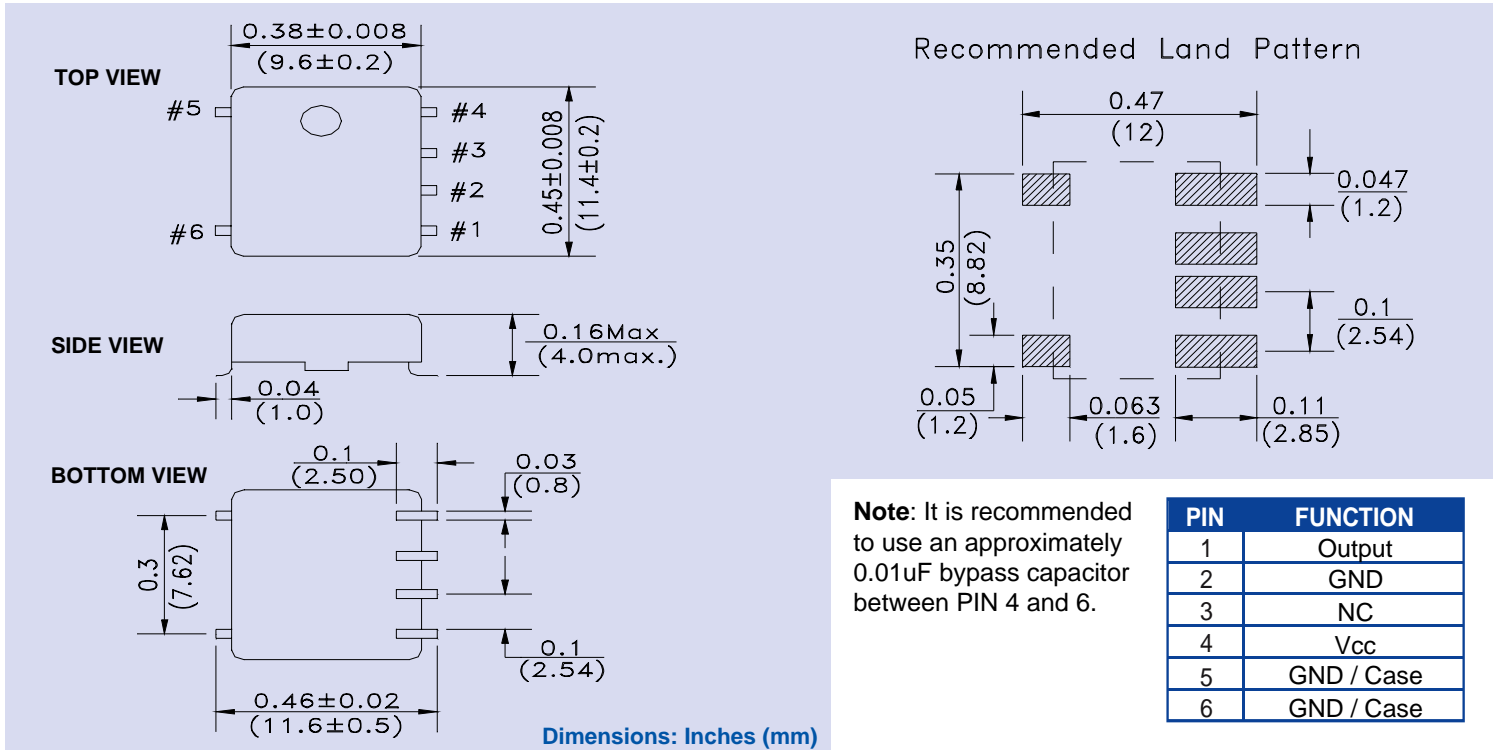 0.38±0.008
(9.6±0.2)
TOP VIEW
#5
#4
#3
#2
#6
#1
0.45±0.008
(11.4±0.2)
SIDE VIEW
0.16Max
(4.0max.)
0.04
(1.0)
BOTTOM VIEW
0.1
(2.50)
0.03
(0.8)
0.3
(7.62)
0.1
(2.54)
0.46±0.02
(11.6±0.5)
Dimensions: Inches (mm)
Recommended Land Pattern
0.47
(12)
0.047
(1.2)
0.35
(8.82)
0.1
(2.54)
0.05
(1.2)
0.063
(1.6)
0.11
(2.85)
Note: It is recommended
to use an approximately
0.01uF bypass capacitor
between PIN 4 and 6.
PIN FUNCTION
1 Output
2 GND
3 NC
4 Vcc
5 GND / Case
6 GND / Case